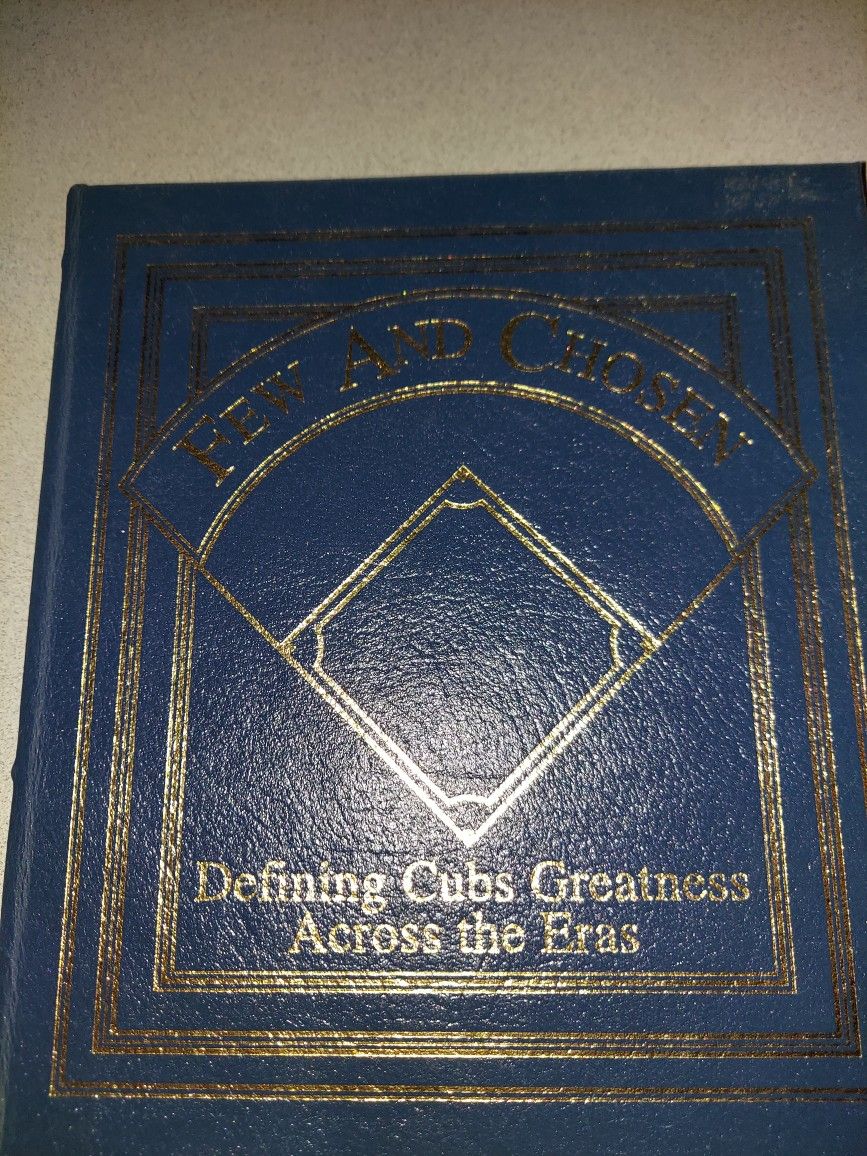 FEW AND CHOSEN
Defining Cubs Greatness
Across the Eras